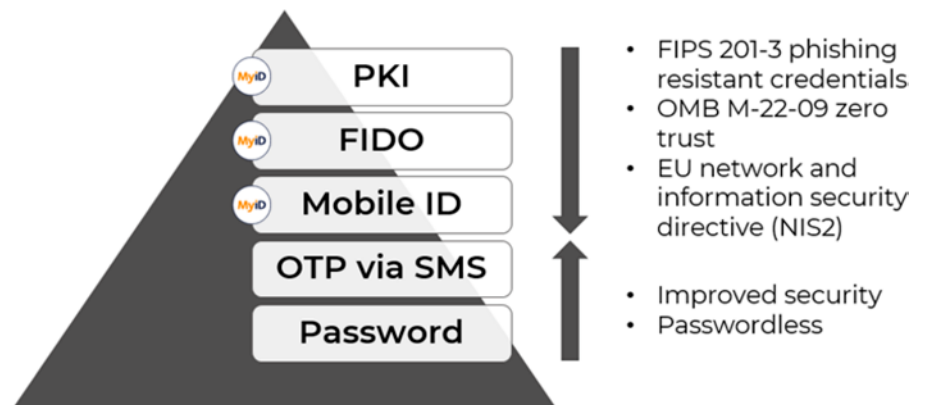 MyID PKI
MyID FIDO
MyID Mobile ID
OTP via SMS
Password
• FIPS 201-3 phishing
resistant credentials
• OMB M-22-09 zero
trust
• EU network and
information security
directive (NIS2)
• Improved security
• Passwordless